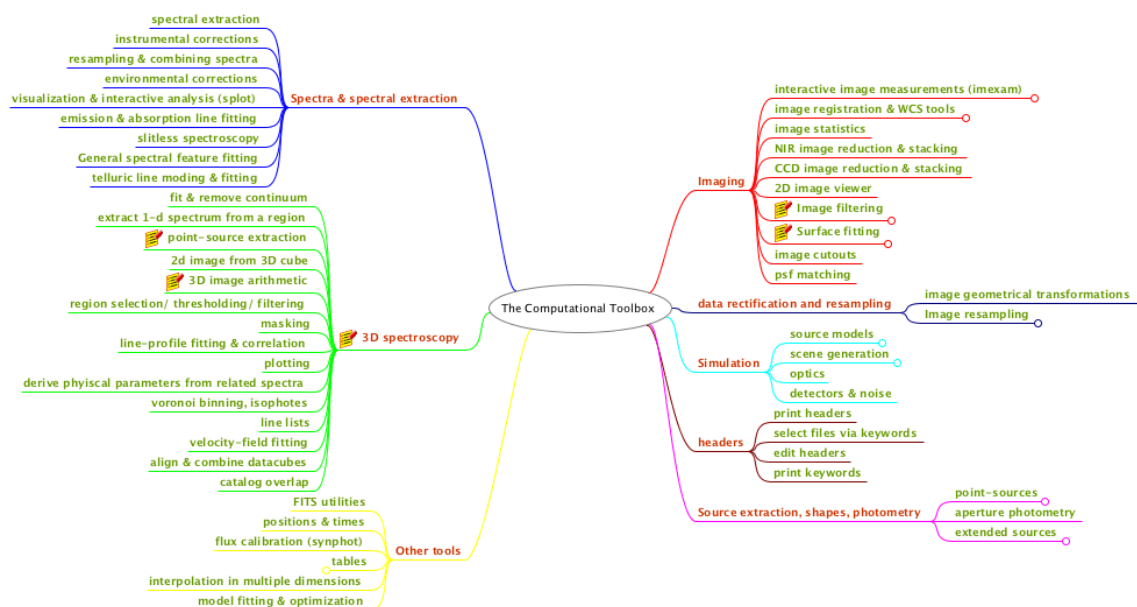 spectral extraction
instrumental corrections
resampling & combining spectra
environmental corrections
visualization & interactive analysis (splot)
emission & absorption line fitting
slitless spectroscopy
General spectral feature fitting
telluric line moding & fitting
Spectra & spectral extraction
fit & remove continuum
extract 1-d spectrum from a region
point-source extraction
2d image from 3D cube
3D image arithmetic
region selection/ thresholding/ filtering
masking
line-profile fitting & correlation
plotting
derive phyiscal parameters from related spectra
voronoi binning, isophotes
line lists
velocity-field fitting
align & combine datacubes
catalog overlap
3D spectroscopy
FITS utilities
positions & times
flux calibration (synphot)
tables
interpolation in multiple dimensions
model fitting & optimization
Other tools
The Computational Toolbox
Imaging
interactive image measurements (imexam)
image registration & WCS tools
image statistics
NIR image reduction & stacking
CCD image reduction & stacking
2D image viewer
Image filtering
Surface fitting
image cutouts
psf matching
data rectification and resampling
image geometrical transformations
Image resampling
Simulation
source models
scene generation
optics
detectors & noise
headers
print headers
select files via keywords
edit headers
print keywords
Source extraction, shapes, photometry
point-sources
aperture photometry
extended sources